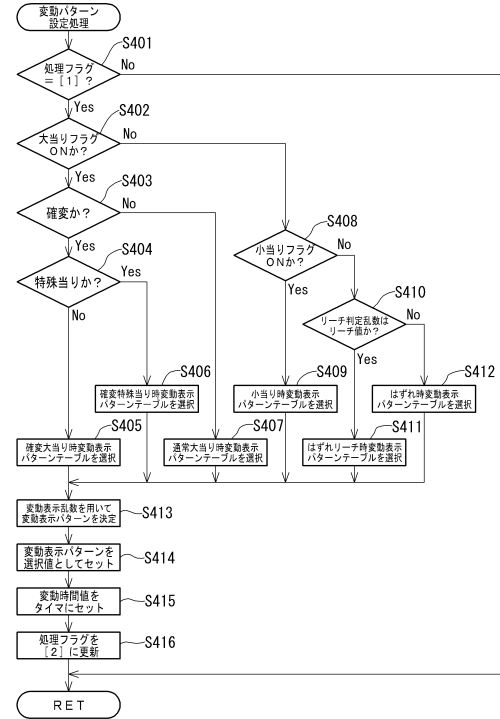 変動パターン
設定処理
S401
処理フラグ
＝[１]？
No
Yes
S402
大当りフラグ
ＯＮか？
No
Yes
S403
確変か？
No
Yes
S404
特殊当りか？
Yes
No
S408
小当りフラグ
ＯＮか？
No
Yes
S410
リーチ判定乱数は
リーチ値か？
No
Yes
S406
確変特殊当り時変動表示
パターンテーブルを選択
S409
小当り時変動表示
パターンテーブルを選択
S412
はずれ時変動表示
パターンテーブルを選択
S405
確変大当り時変動表示
パターンテーブルを選択
S407
通常大当り時変動表示
パターンテーブルを選択
S411
はずれリーチ時変動表示
パターンテーブルを選択
変動表示乱数を用いて
変動表示パターンを決定
S413
変動表示パターンを
選択値としてセット
S414
変動時間値を
タイマにセット
S415
処理フラグを
[２]に更新
S416
ＲＥＴ